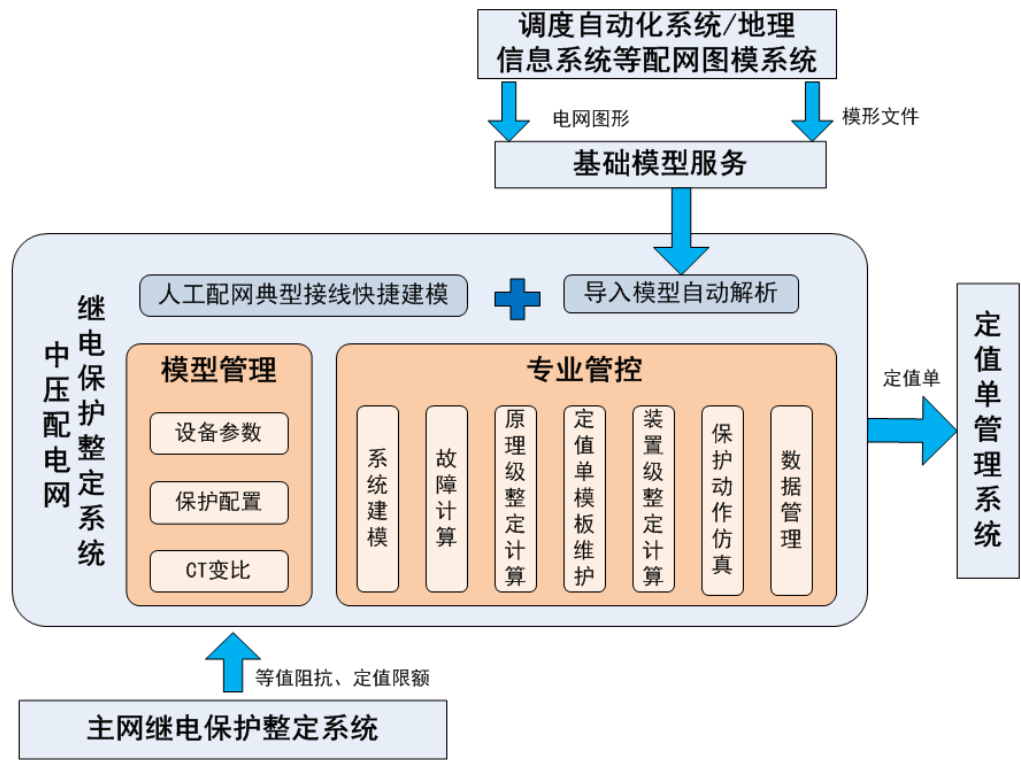 调度自动化系统/地理
信息系统等配网图模系统
电网图形
模形文件
基础模型服务
中压配电网
继电保护整定系统
人工配网典型接线快捷建模
导入模型自动解析
模型管理
设备参数
保护配置
CT变比
专业管控
系统建模
故障计算
原理级整定计算
定值单模板维护
装置级整定计算
保护动作仿真
数据管理
定值单
定值单管理系统
等值阻抗、定值限额
主网继电保护整定系统